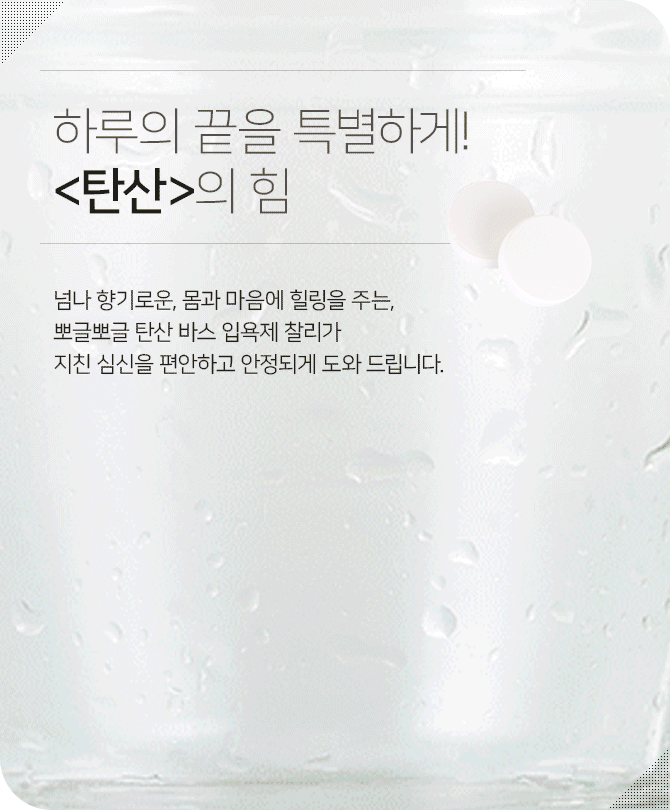 하루의 끝을 특별하게!
<탄산>의 힘
넘나 향기로운, 몸과 마음에 힐링을 주는,
뽀글뽀글 탄산 바스 입욕제 찰리가
지친 심신을 편안하고 안정되게 도와 드립니다.